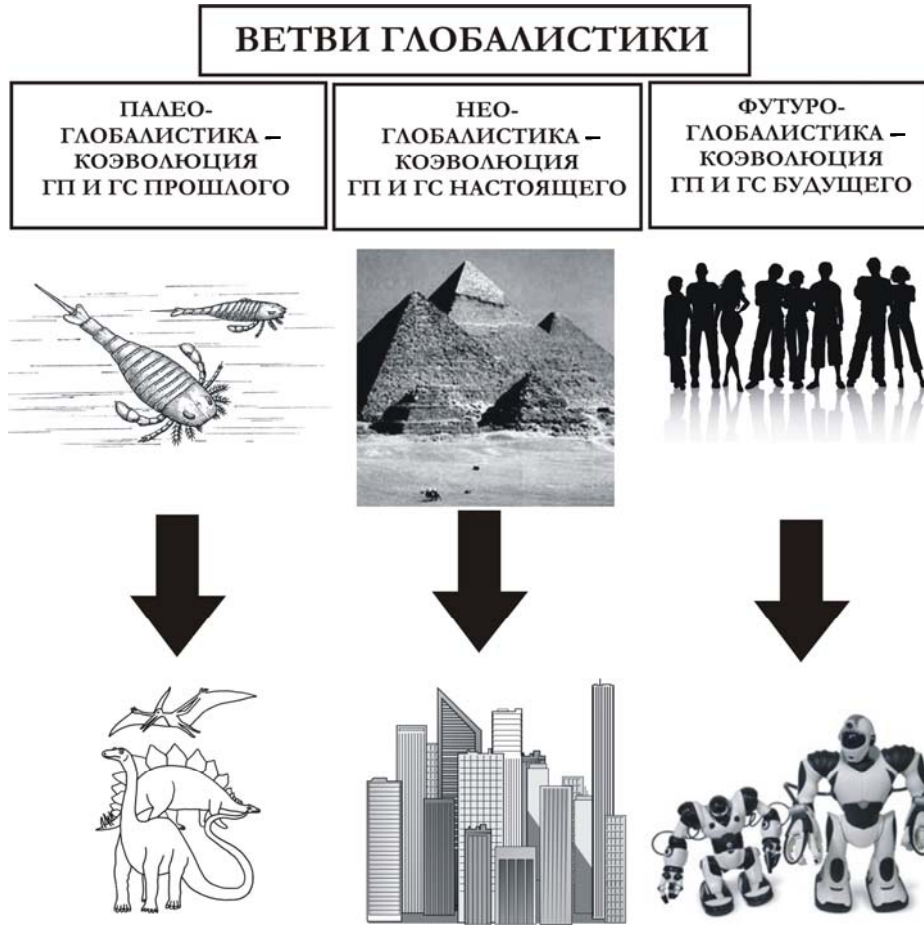 ВЕТВИ ГЛОБАЛИСТИКИ
ПАЛЕО-
ГЛОБАЛИСТИКА –
КОЭВОЛЮЦИЯ
ГП И ГС ПРОШЛОГО
НЕО-
ГЛОБАЛИСТИКА –
КОЭВОЛЮЦИЯ
ГП И ГС НАСТОЯЩЕГО
ФУТУРО-
ГЛОБАЛИСТИКА –
КОЭВОЛЮЦИЯ
ГП И ГС БУДУЩЕГО